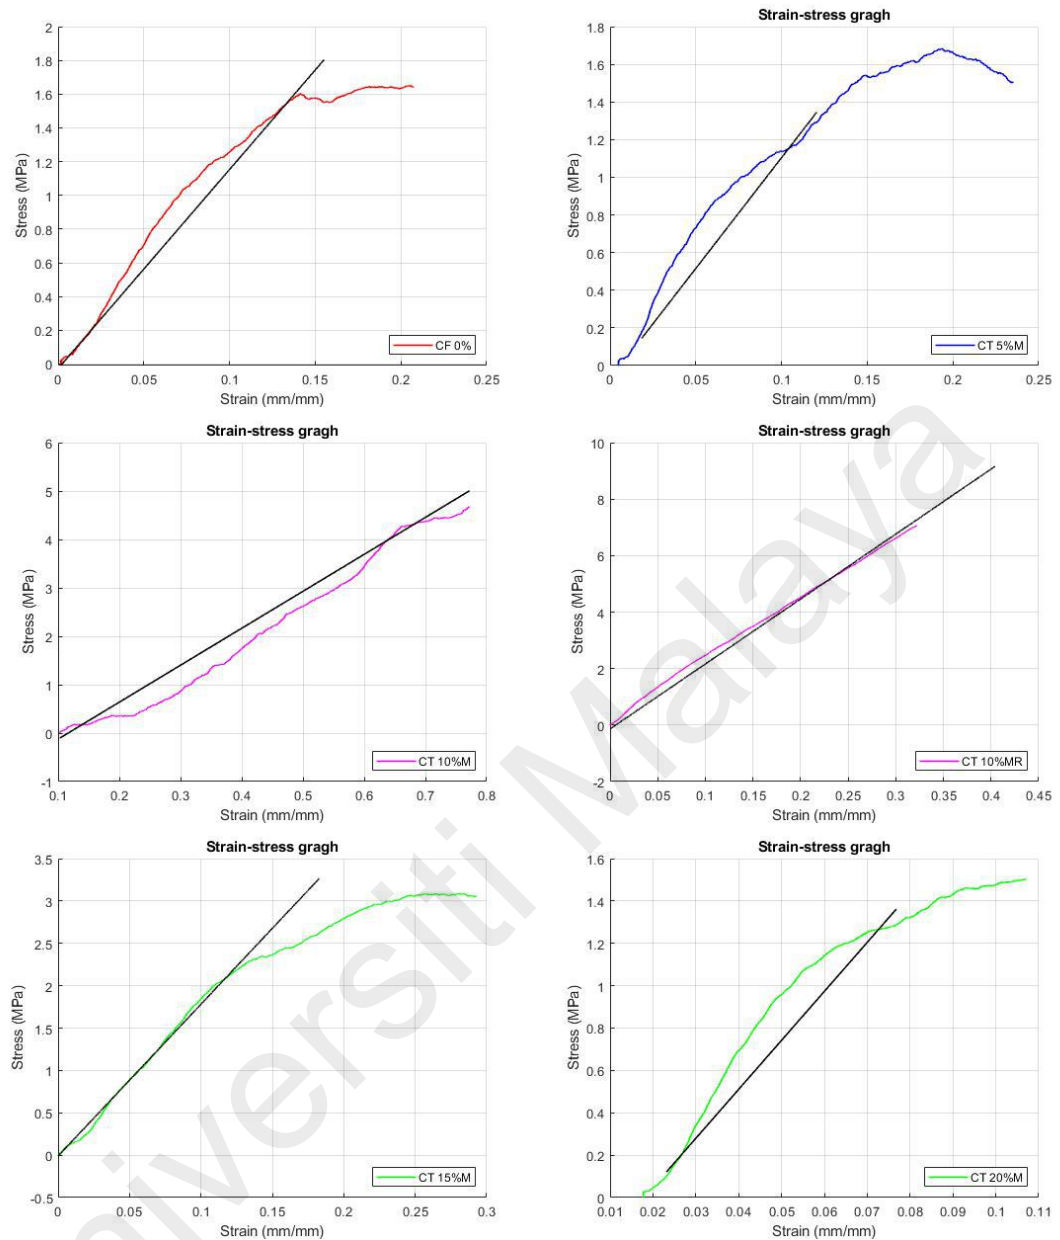 2
1.8
1.6
1.4
1.2
1
0.8
0.6
0.4
0.2
0
Stress (MPa)
CF 0%
0 0.05 0.1 0.15 0.2 0.25
Strain (mm/mm)
Strain-stress gragh
1.8
1.6
1.4
1.2
1
0.8
0.6
0.4
0.2
0
Stress (MPa)
CT 5%M
0 0.05 0.1 0.15 0.2 0.25
Strain (mm/mm)
Strain-stress gragh
6
5
4
3
2
1
0
-1
Stress (MPa)
CT 10%M
0.1 0.2 0.3 0.4 0.5 0.6 0.7 0.8
Strain (mm/mm)
Strain-stress gragh
10
8
6
4
2
0
-2
Stress (MPa)
CT 10%MR
0 0.05 0.1 0.15 0.2 0.25 0.3 0.35 0.4 0.45
Strain (mm/mm)
Strain-stress gragh
3.5
3
2.5
2
1.5
1
0.5
0
-0.5
Stress (MPa)
CT 15%M
0 0.05 0.1 0.15 0.2 0.25 0.3
Strain (mm/mm)
Strain-stress gragh
1.6
1.4
1.2
1
0.8
0.6
0.4
0.2
0
Stress (MPa)
CT 20%M
0.01 0.02 0.03 0.04 0.05 0.06 0.07 0.08 0.09 0.1 0.11
Strain (mm/mm)
niversiti Malaya